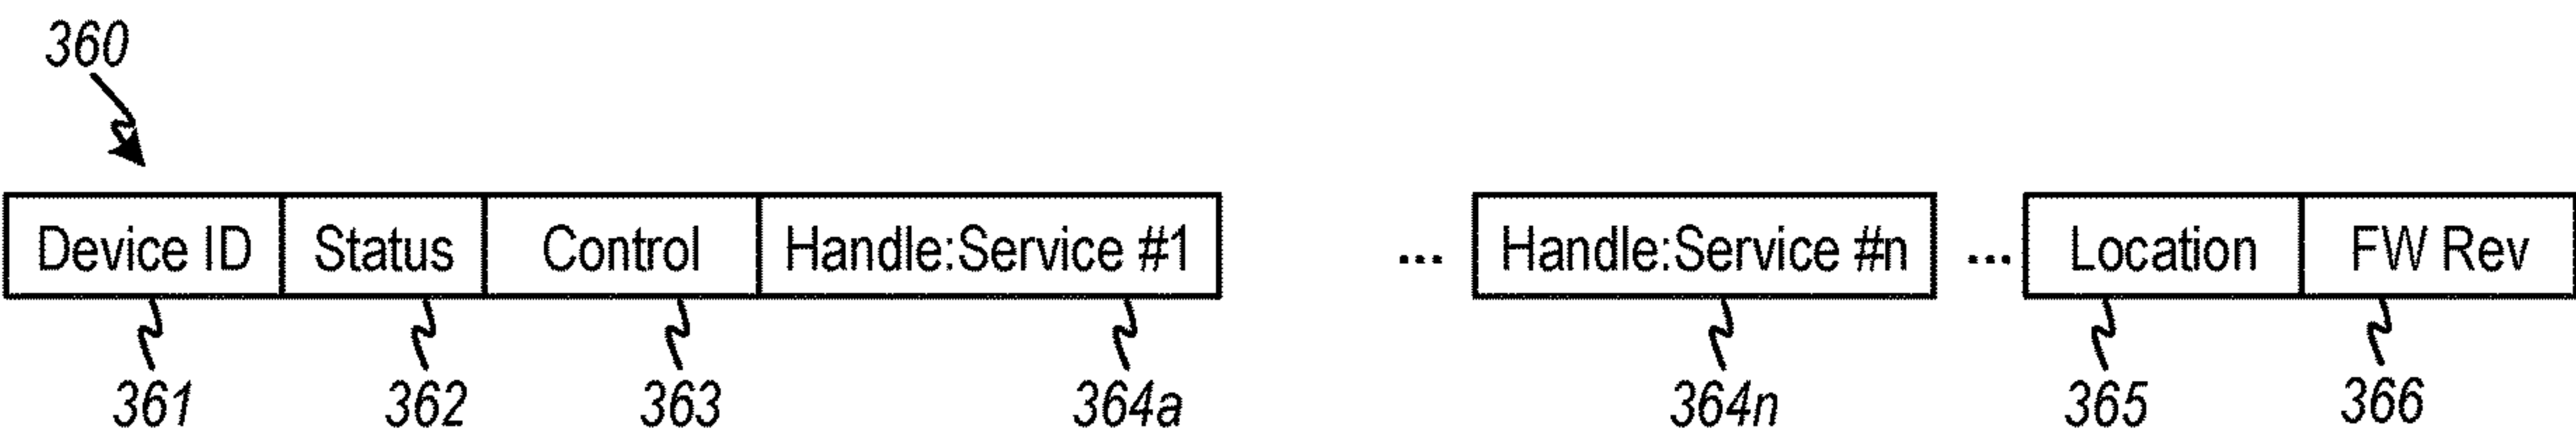 360
Device ID Status Control Handle:Service #1 ... Handle:Service #n ... Location FW Rev
361 362 363 364a 364n 365 366